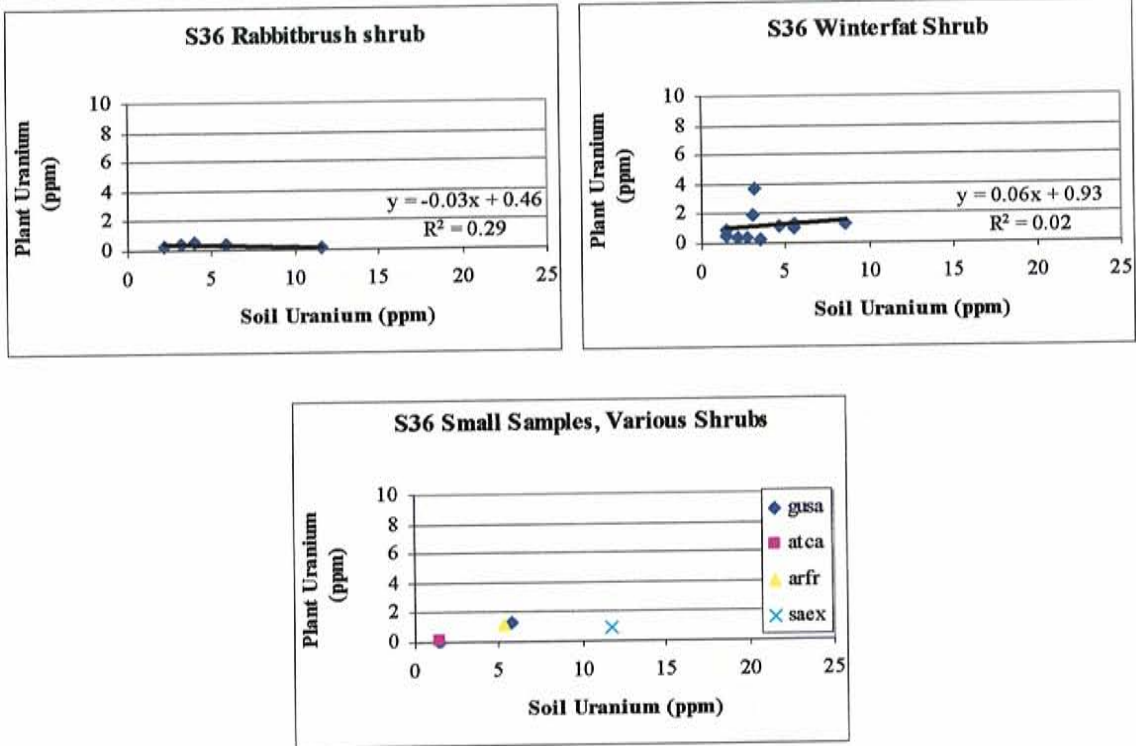 S36 Rabbitbrush shrub
Plant Uranium
(ppm)
10
8
6
4
2
0
y = -0.03x + 0.46
R² = 0.29
0 5 10 15 20 25
Soil Uranium (ppm)
S36 Winterfat Shrub
Plant Uranium
(ppm)
10
8
6
4
2
0
y = 0.06x + 0.93
R² = 0.02
0 5 10 15 20 25
Soil Uranium (ppm)
S36 Small Samples, Various Shrubs
Plant Uranium
(ppm)
10
8
6
4
2
0
gusa
atca
arfr
saex
0 5 10 15 20 25
Soil Uranium (ppm)